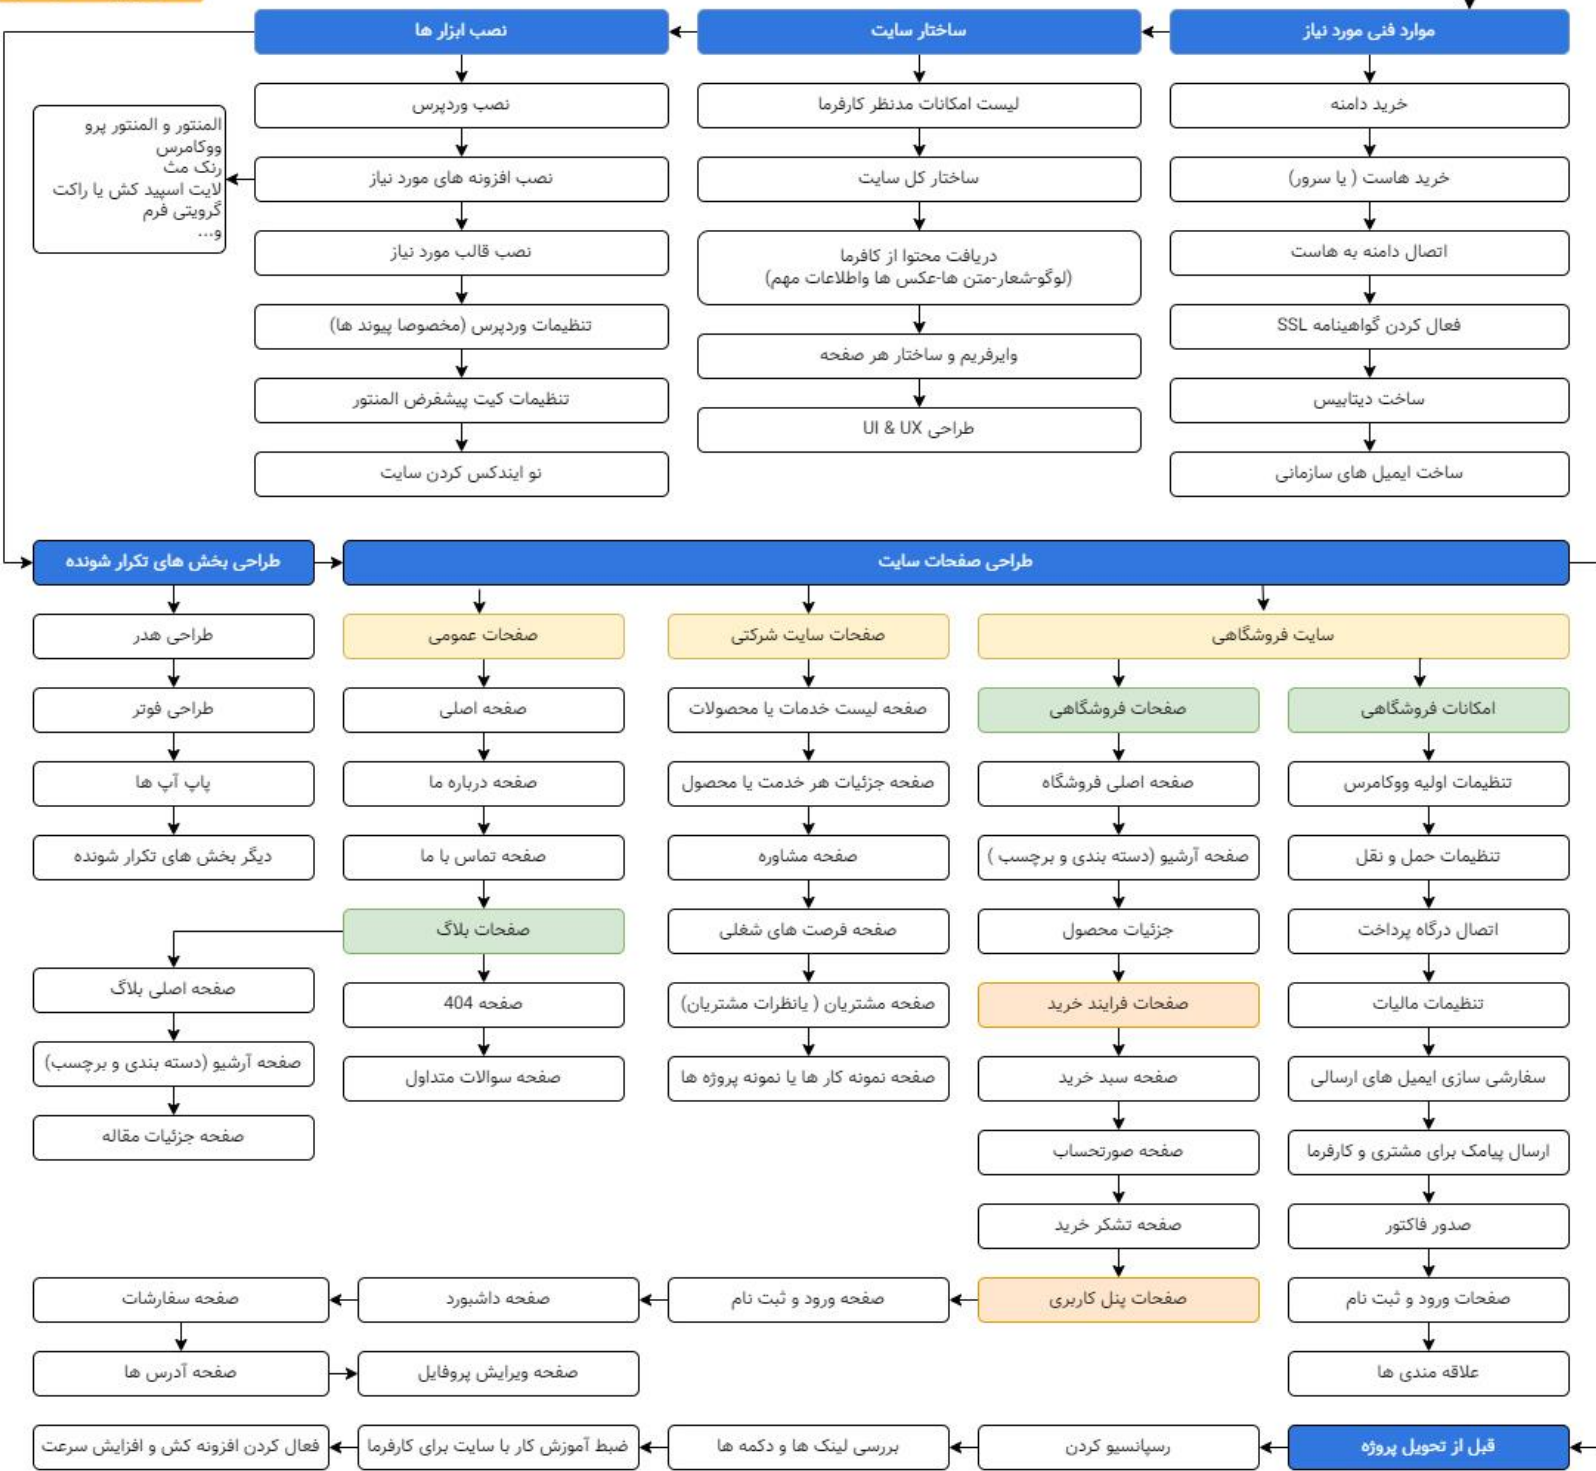 موارد فنی مورد نیاز
خرید دامنه
خرید هاست ( یا سرور)
اتصال دامنه به هاست
فعال کردن گواهینامه SSL
ساخت دیتابیس
ساخت ایمیل های سازمانی
ساختار سایت
لیست امکانات مدنظر کارفرما
ساختار کل سایت
دریافت محتوا از کافرما
(لوگو-شعار-متن ها-عکس ها واطلاعات مهم)
وایرفریم و ساختار هر صفحه
طراحی UI & UX
نصب ابزار ها
نصب وردپرس
نصب افزونه های مورد نیاز
المنتور و المنتور پرو
ووکامرس
رنک مث
لایت اسپید کش یا راکت
گرویتی فرم
و...
نصب قالب مورد نیاز
تنظیمات وردپرس (مخصوصا پیوند ها)
تنظیمات کیت پیشفرض المنتور
نو ایندکس کردن سایت
طراحی بخش های تکرار شونده
طراحی هدر
طراحی فوتر
پاپ آپ ها
دیگر بخش های تکرار شونده
طراحی صفحات سایت
صفحات عمومی
صفحه اصلی
صفحه درباره ما
صفحه تماس با ما
صفحات بلاگ
صفحه اصلی بلاگ
صفحه آرشیو (دسته بندی و برچسب)
صفحه جزئیات مقاله
صفحه 404
صفحه سوالات متداول
صفحات سایت شرکتی
صفحه لیست خدمات یا محصولات
صفحه جزئیات هر خدمت یا محصول
صفحه مشاوره
صفحه فرصت های شغلی
صفحه مشتریان ( یانظرات مشتریان)
صفحه نمونه کار ها یا نمونه پروژه ها
سایت فروشگاهی
صفحات فروشگاهی
صفحه اصلی فروشگاه
صفحه آرشیو (دسته بندی و برچسب )
جزئیات محصول
صفحات فرایند خرید
صفحه سبد خرید
صفحه صورتحساب
صفحه تشکر خرید
صفحات پنل کاربری
صفحه ورود و ثبت نام
صفحه داشبورد
صفحه سفارشات
صفحه آدرس ها
صفحه ویرایش پروفایل
امکانات فروشگاهی
تنظیمات اولیه ووکامرس
تنظیمات حمل و نقل
اتصال درگاه پرداخت
تنظیمات مالیات
سفارشی سازی ایمیل های ارسالی
ارسال پیامک برای مشتری و کارفرما
صدور فاکتور
صفحات ورود و ثبت نام
علاقه مندی ها
قبل از تحویل پروژه
رسپانسیو کردن
بررسی لینک ها و دکمه ها
ضبط آموزش کار با سایت برای کارفرما
فعال کردن افزونه کش و افزایش سرعت